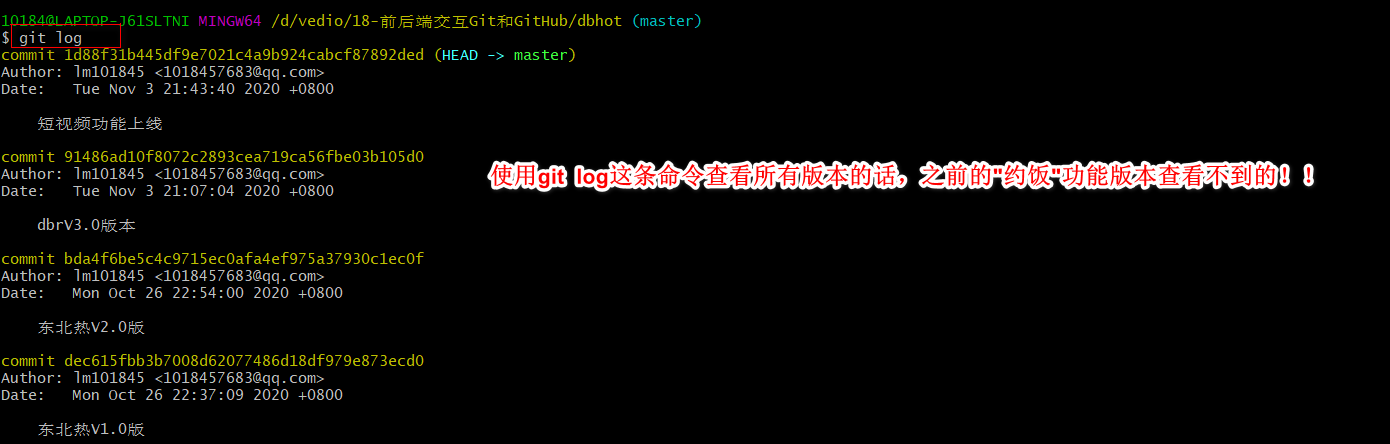 10184@LAPTOP-J61SLTNI MINGW64 /d/vedio/18-前后端交互Git和GitHub/dbhot (master)
$ git log
commit 1d88f31b445df9e7021c4a9b924cabcf87892ded (HEAD -> master)
Author: lm101845 <1018457683@qq.com>
Date:   Tue Nov 3 21:43:40 2020 +0800
短视频功能上线
commit 91486ad10f8072c2893cea719ca56fbe03b105d0
Author: lm101845 <1018457683@qq.com>
使用git log这条命令查看所有版本的话，之前的"约饭"功能版本查看不到的！！
Date:   Tue Nov 3 21:07:04 2020 +0800
dbrV3.0版本
commit bda4f6be5c4c9715ec0afa4ef975a37930c1ec0f
Author: lm101845 <1018457683@qq.com>
Date:   Mon Oct 26 22:54:00 2020 +0800
东北热V2.0版
commit dec615fbb3b7008d62077486d18df979e873ecd0
Author: lm101845 <1018457683@qq.com>
Date:   Mon Oct 26 22:37:09 2020 +0800
东北热V1.0版